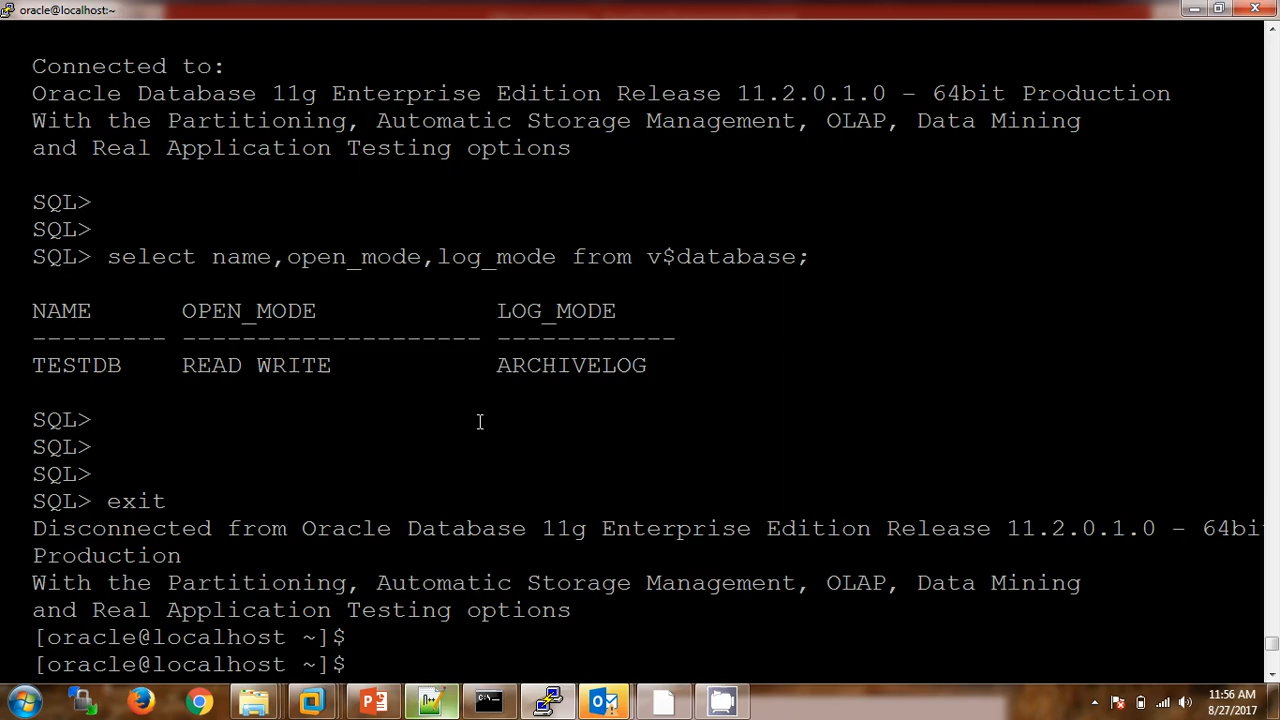 oracle@localhost:~
Connected to:
Oracle Database 11g Enterprise Edition Release 11.2.0.1.0 - 64bit Production
With the Partitioning, Automatic Storage Management, OLAP, Data Mining
and Real Application Testing options
SQL>
SQL>
SQL> select name,open_mode,log_mode from v$database;
NAME OPEN_MODE LOG_MODE
--------- -------------------- ------------
TESTDB READ WRITE ARCHIVELOG
SQL>
SQL>
SQL>
SQL> exit
Disconnected from Oracle Database 11g Enterprise Edition Release 11.2.0.1.0 - 64bit
Production
With the Partitioning, Automatic Storage Management, OLAP, Data Mining
and Real Application Testing options
[oracle@localhost ~]$
[oracle@localhost ~]$
11:56 AM
8/27/2017